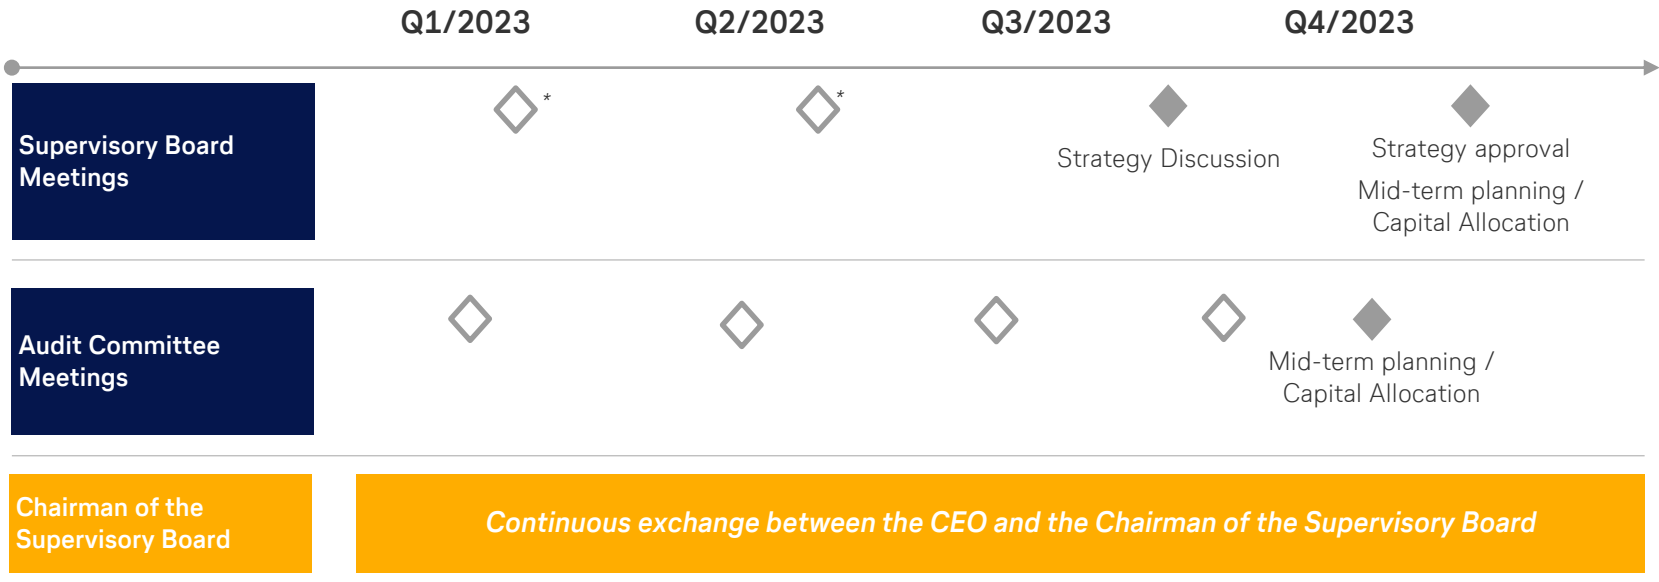 Q1/2023 Q2/2023 Q3/2023 Q4/2023
Supervisory Board
Meetings
*
*
Strategy Discussion
Strategy approval
Mid-term planning /
Capital Allocation
Audit Committee
Meetings
Mid-term planning /
Capital Allocation
Chairman of the
Supervisory Board
Continuous exchange between the CEO and the Chairman of the Supervisory Board